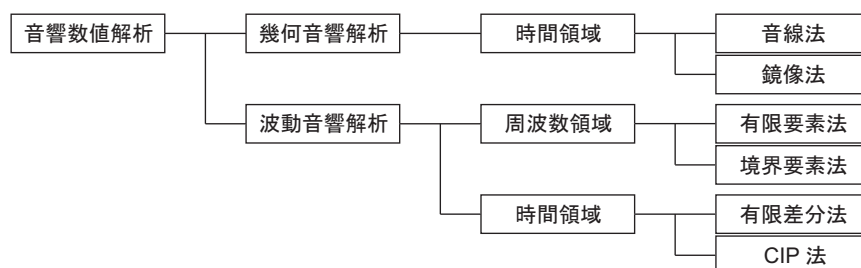 音響数値解析
幾何音響解析
時間領域
音線法
鏡像法
波動音響解析
周波数領域
有限要素法
境界要素法
時間領域
有限差分法
CIP 法